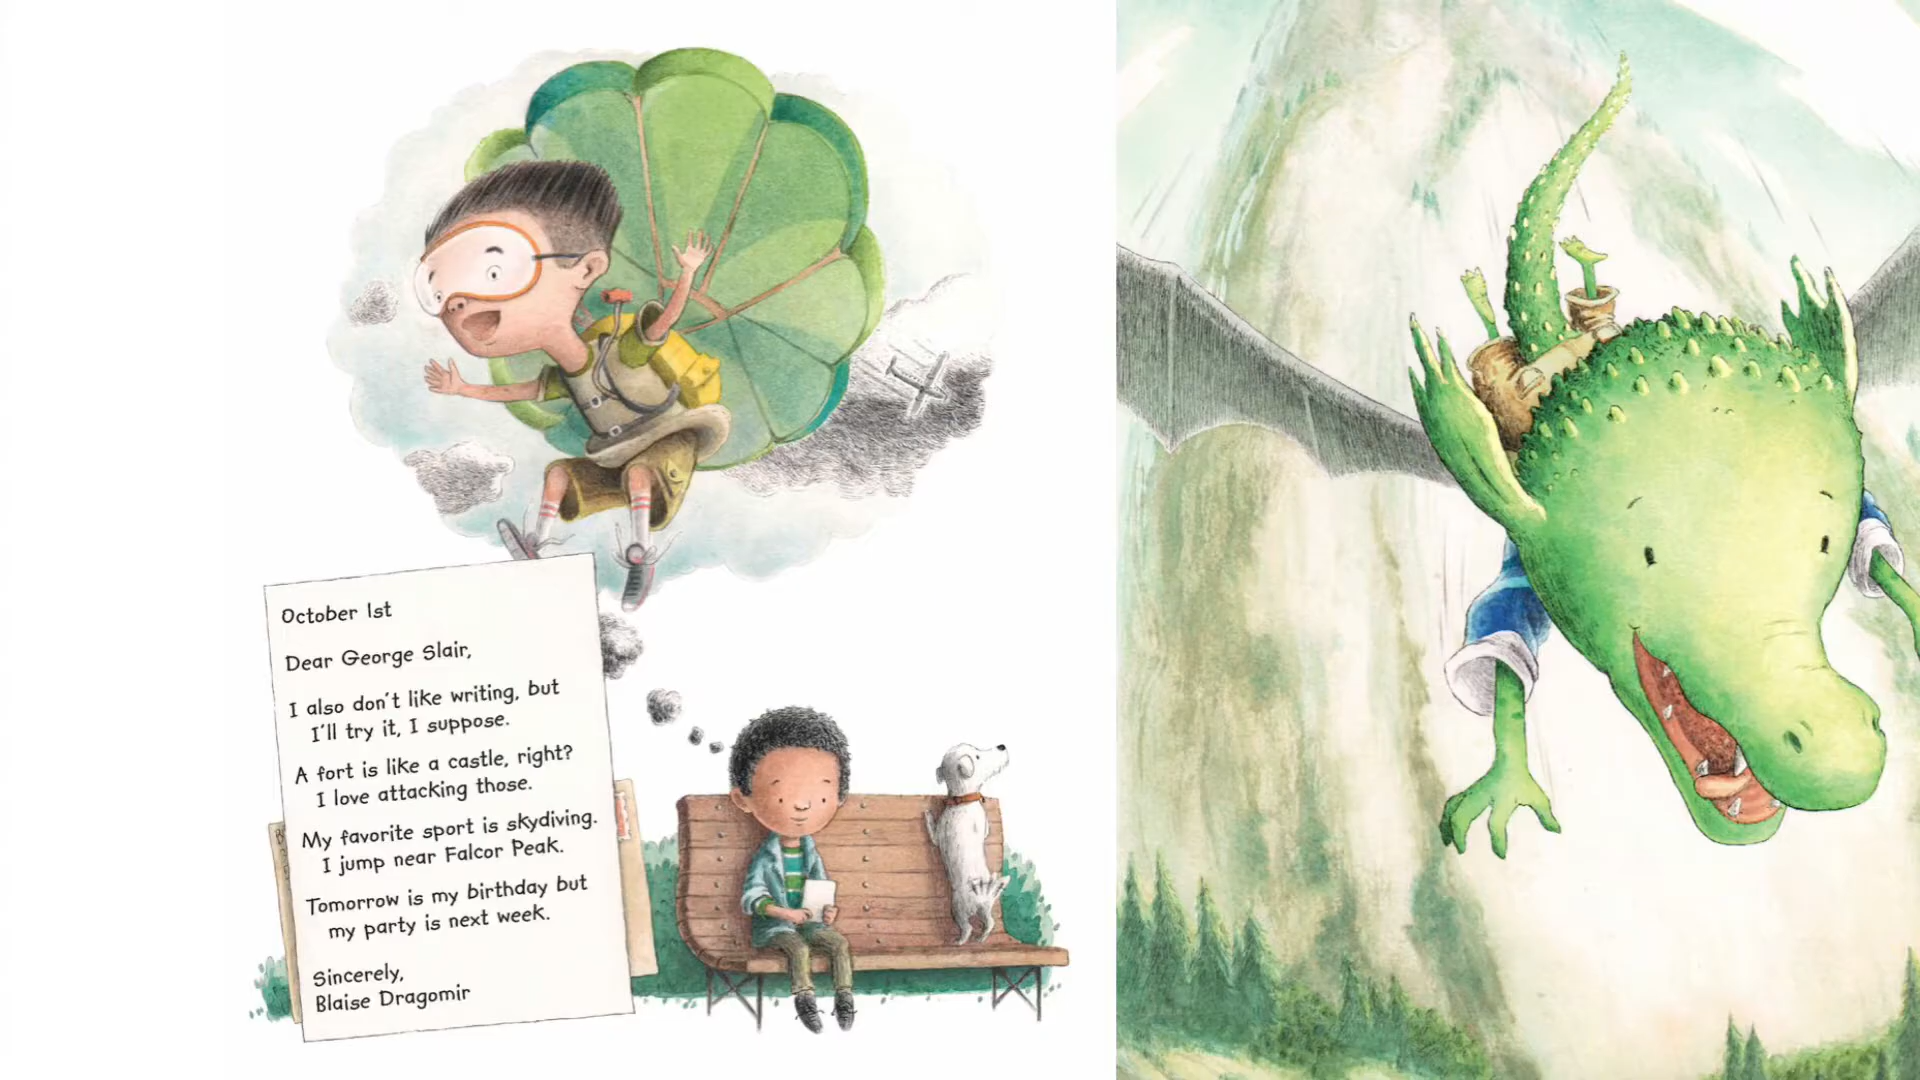 October 1st
Dear George Slair,
I also don't like writing, but
I'll try it, I suppose.
A fort is like a castle, right?
I love attacking those.
My favorite sport is skydiving.
I jump near Falcor Peak.
Tomorrow is my birthday but
my party is next week.
Sincerely,
Blaise Dragomir